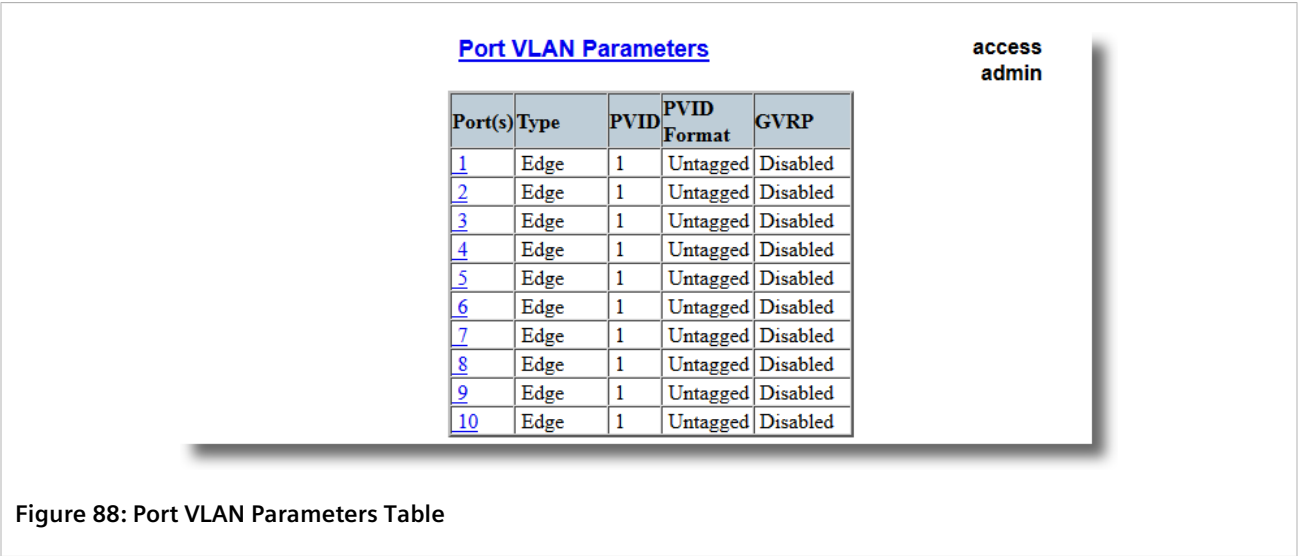 Port VLAN Parameters
access
admin
Port(s) Type PVID PVID Format GVRP
1 Edge 1 Untagged Disabled
2 Edge 1 Untagged Disabled
3 Edge 1 Untagged Disabled
4 Edge 1 Untagged Disabled
5 Edge 1 Untagged Disabled
6 Edge 1 Untagged Disabled
7 Edge 1 Untagged Disabled
8 Edge 1 Untagged Disabled
9 Edge 1 Untagged Disabled
10 Edge 1 Untagged Disabled
Figure 88: Port VLAN Parameters Table